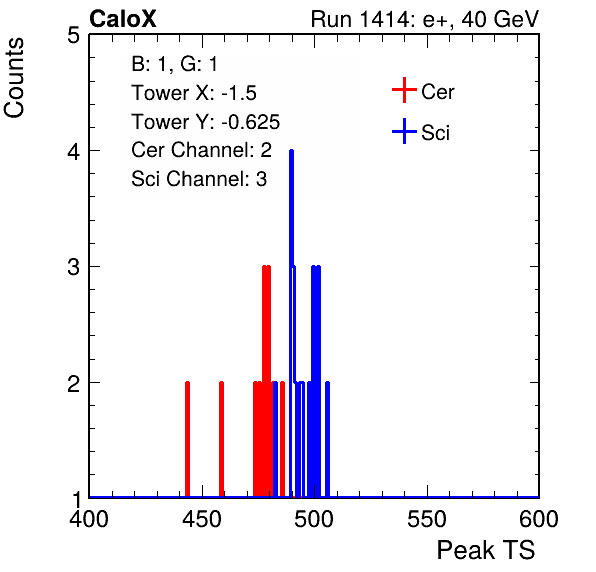 CaloX Run 1414: e+, 40 GeV
Counts
5
4
3
2
1
B: 1, G: 1
Tower X: -1.5
Tower Y: -0.625
Cer Channel: 2
Sci Channel: 3
Cer
Sci
400 450 500 550 600
Peak TS